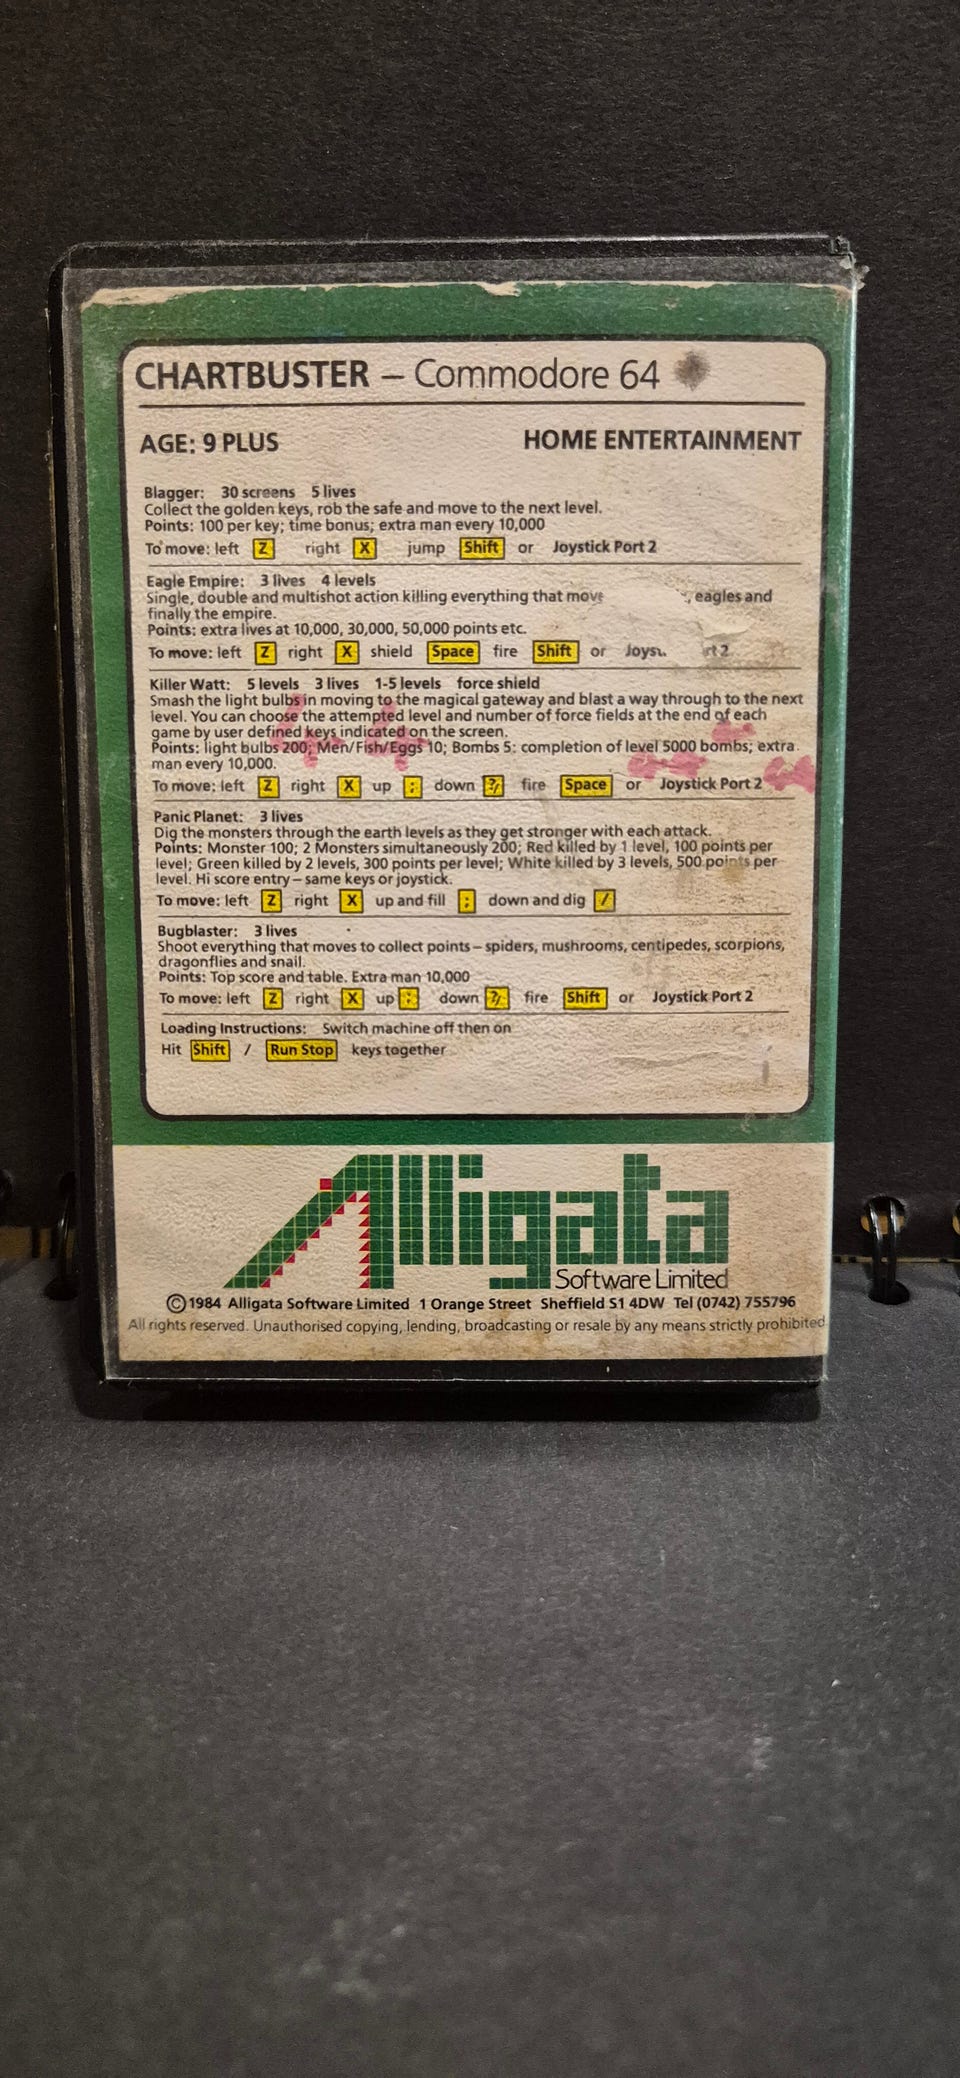 CHARTBUSTER – Commodore 64
AGE: 9 PLUS HOME ENTERTAINMENT
Blagger: 30 screens 5 lives
Collect the golden keys, rob the safe and move to the next level.
Points: 100 per key; time bonus; extra man every 10,000
To move: left Z right X jump Shift or Joystick Port 2
Eagle Empire: 3 lives 4 levels
Single, double and multishot action killing everything that move , eagles and
finally the empire.
Points: extra lives at 10,000, 30,000, 50,000 points etc.
To move: left Z right X shield Space fire Shift or 2
Killer Watt: 5 levels 3 lives 1-5 levels force shield
Smash the light bulbs in moving to the magical gateway and blast a way through to the next
level. You can choose the attempted level and number of force fields at the end of each
game by user defined keys indicated on the screen.
Points: light bulbs 200; Men/Fish/Eggs 10; Bombs 5: completion of level 5000 bombs; extra
man every 10,000.
To move: left Z right X up : down ?/ fire Space or Joystick Port 2
Panic Planet: 3 lives
Dig the monsters through the earth levels as they get stronger with each attack.
Points: Monster 100; 2 Monsters simultaneously 200; Red killed by 1 level, 100 points per
level; Green killed by 2 levels, 300 points per level; White killed by 3 levels, 500 points per
level. Hi score entry – same keys or joystick.
To move: left Z right X up and fill : down and dig /
Bugblaster: 3 lives
Shoot everything that moves to collect points – spiders, mushrooms, centipedes, scorpions,
dragonflies and snail.
Points: Top score and table. Extra man 10,000
To move: left Z right X up : down ?/ fire Shift or Joystick Port 2
Loading Instructions: Switch machine off then on
Hit Shift / Run Stop keys together
Alligata
Software Limited
©1984 Alligata Software Limited 1 Orange Street Sheffield S1 4DW Tel (0742) 755796
All rights reserved. Unauthorised copying, lending, broadcasting or resale by any means strictly prohibited